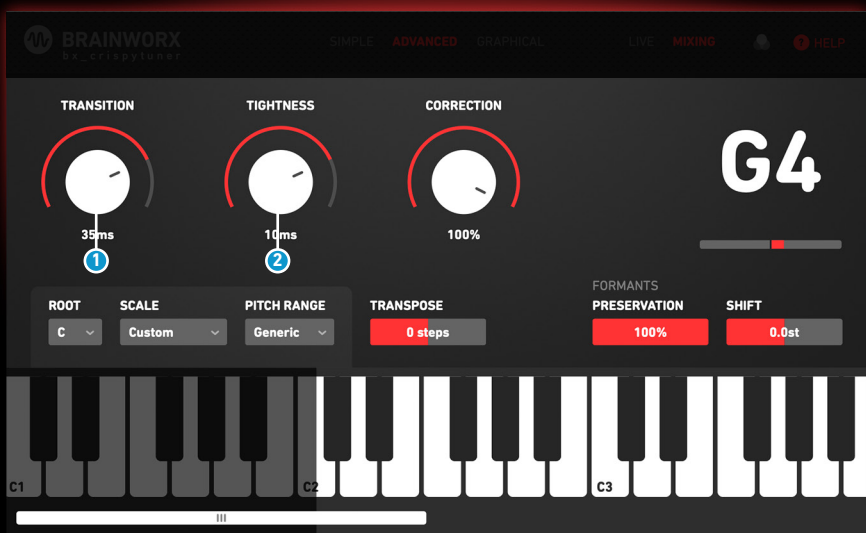 BRAINWORX
bx_crispytuner
SIMPLE ADVANCED GRAPHICAL LIVE MIXING ? HELP
TRANSITION TIGHTNESS CORRECTION
G4
35ms 10ms 100%
1 2
FORMANTS
ROOT SCALE PITCH RANGE TRANSPOSE PRESERVATION SHIFT
C Custom Generic 0 steps 100% 0.0st
C1 C2 C3